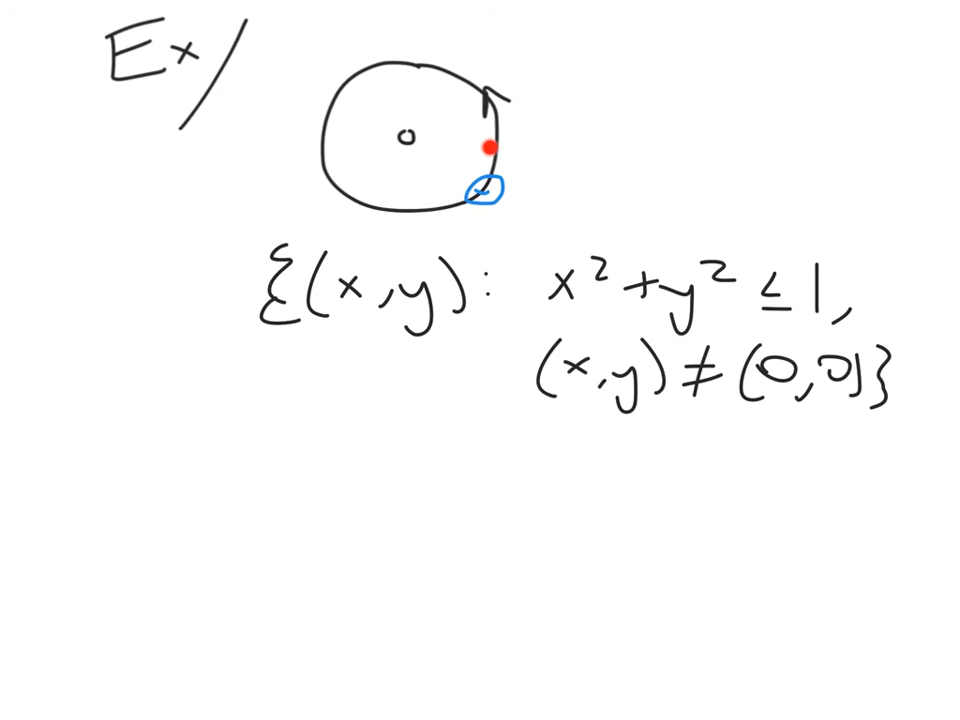 Ex/
{(x,y): x² + y² ≤ 1,
(x,y) ≠ (0,0)}